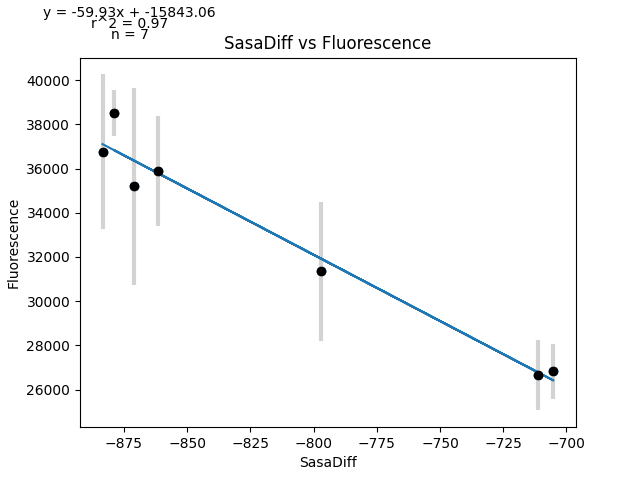 y = -59.93x + -15843.06
r^2 = 0.97
n = 7
SasaDiff vs Fluorescence
40000
38000
36000
34000
32000
30000
28000
26000
Fluorescence
−875
−850
−825
−800
−775
−750
−725
−700
SasaDiff